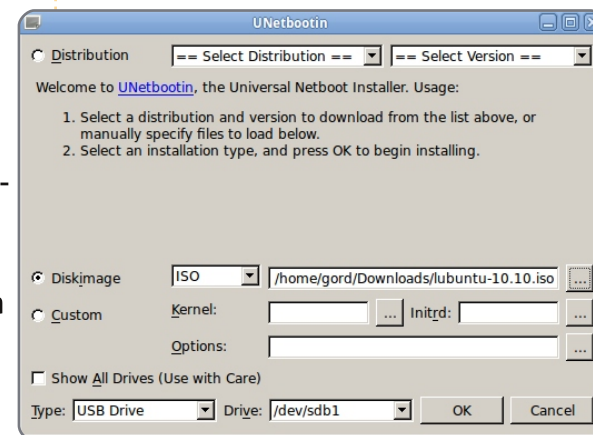 UNetbootin
Distribution == Select Distribution == == Select Version ==
Welcome to UNetbootin, the Universal Netboot Installer. Usage:
1. Select a distribution and version to download from the list above, or
manually specify files to load below.
2. Select an installation type, and press OK to begin installing.
Diskimage ISO /home/gord/Downloads/lubuntu-10.10.iso ...
Custom Kernel: ... Initrd: ...
Options: ...
Show All Drives (Use with Care)
Type: USB Drive Drive: /dev/sdb1 OK Cancel